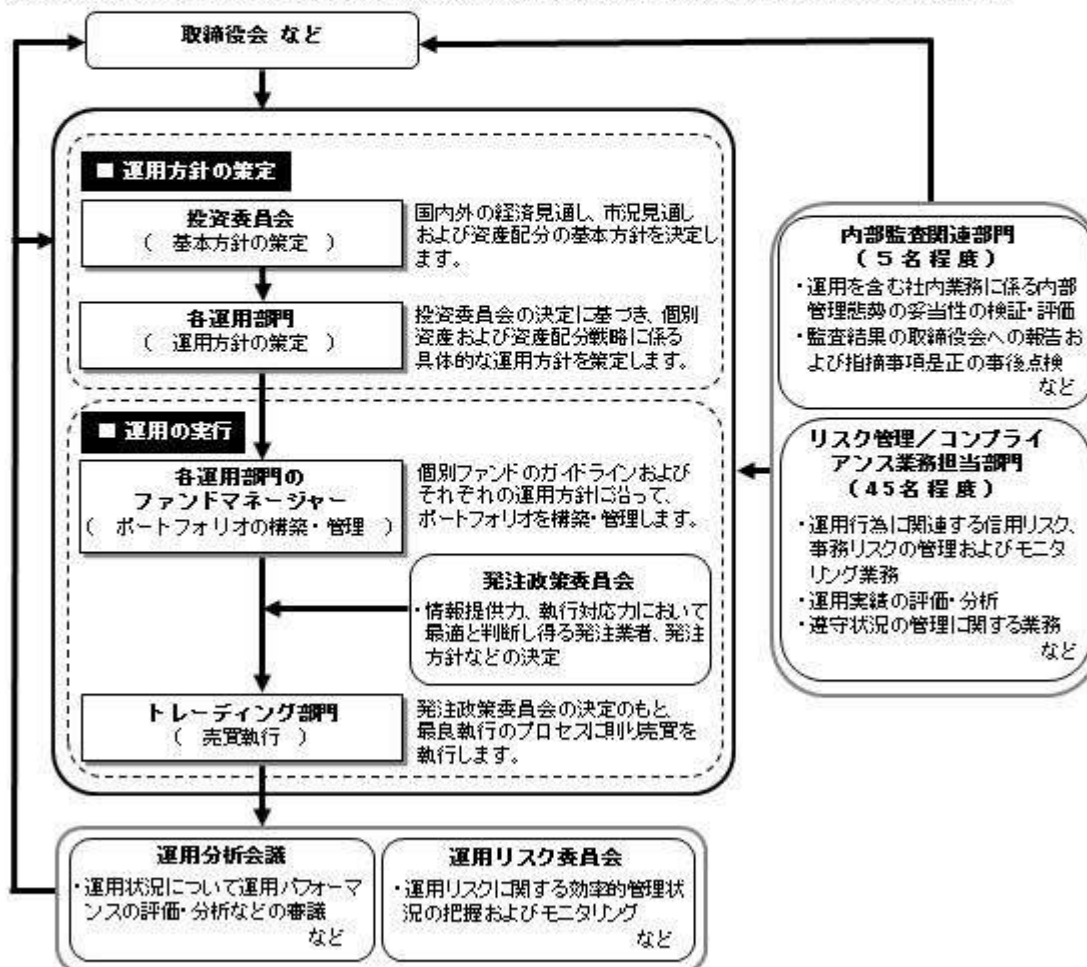 取締役会 など
■ 運用方針の策定
投資委員会
( 基本方針の策定 )
国内外の経済見通し、市況見通し
および資産配分の基本方針を決定し
ます。
各運用部門
( 運用方針の策定 )
投資委員会の決定に基づき、個別
資産および資産配分戦略に係る
具体的な運用方針を策定します。
■ 運用の実行
各運用部門の
ファンドマネージャー
( ポートフォリオの構築・管理 )
個別ファンドのガイドラインおよび
それぞれの運用方針に沿って、
ポートフォリオを構築・管理します。
発注政策委員会
・情報提供力、執行対応力において
最適と判断し得る発注業者、発注
方針などの決定
トレーディング部門
( 売買執行 )
発注政策委員会の決定のもと、
最良執行のプロセスに則り売買を
執行します。
内部監査関連部門
(5名程度)
・運用を含む社内業務に係る内部
管理態勢の妥当性の検証・評価
・監査結果の取締役会への報告お
よび指摘事項是正の事後点検
など
リスク管理／コンプライ
アンス業務担当部門
(45名程度)
・運用行為に関連する信用リスク、
事務リスクの管理およびモニタ
リング業務
・運用実績の評価・分析
・遵守状況の管理に関する業務
など
運用分析会議
・運用状況について運用パフォーマ
ンスの評価・分析などの審議
など
運用リスク委員会
・運用リスクに関する効率的管理状
況の把握およびモニタリング
など